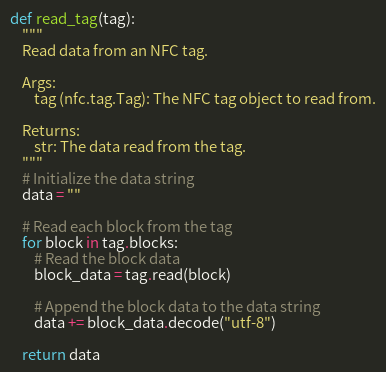 def read_tag(tag):
    """
    Read data from an NFC tag.

    Args:
        tag (nfc.tag.Tag): The NFC tag object to read from.

    Returns:
        str: The data read from the tag.
    """
    # Initialize the data string
    data = ""

    # Read each block from the tag
    for block in tag.blocks:
        # Read the block data
        block_data = tag.read(block)

        # Append the block data to the data string
        data += block_data.decode("utf-8")

    return data